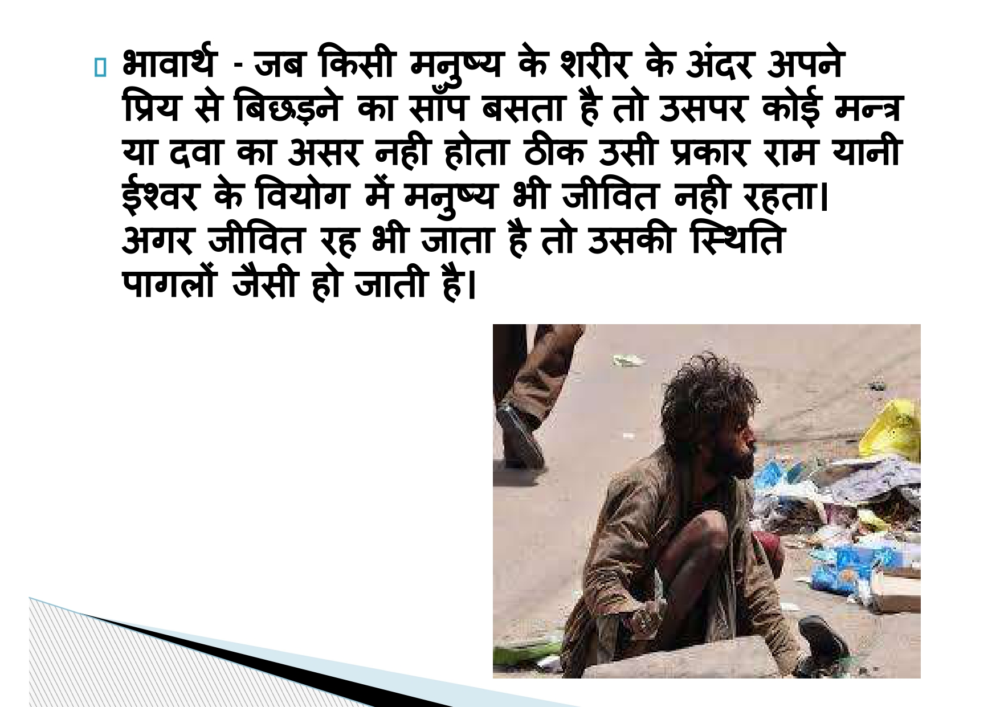 भावार्थ - जब किसी मनुष्य के शरीर के अंदर अपने
प्रिय से बिछड़ने का साँप बसता है तो उसपर कोई मन्त्र
या दवा का असर नही होता ठीक उसी प्रकार राम यानी
ईश्वर के वियोग में मनुष्य भी जीवित नही रहता।
अगर जीवित रह भी जाता है तो उसकी स्थिति
पागलों जैसी हो जाती है।